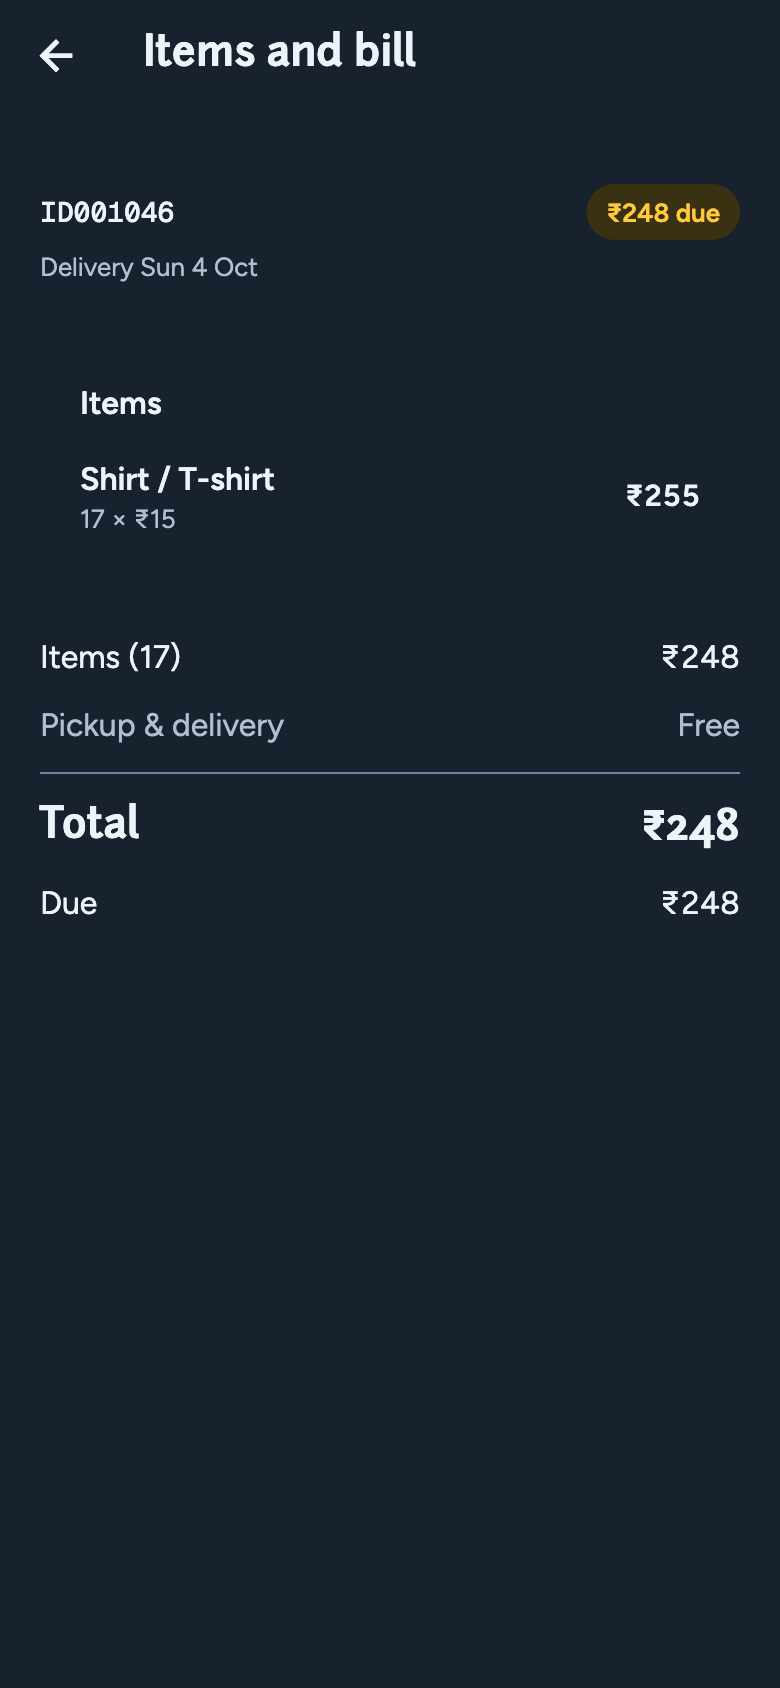 Items and bill
ID001046
₹248 due
Delivery Sun 4 Oct
Items
Shirt / T-shirt
₹255
17 × ₹15
Items (17)
₹248
Pickup & delivery
Free
Total
₹248
Due
₹248